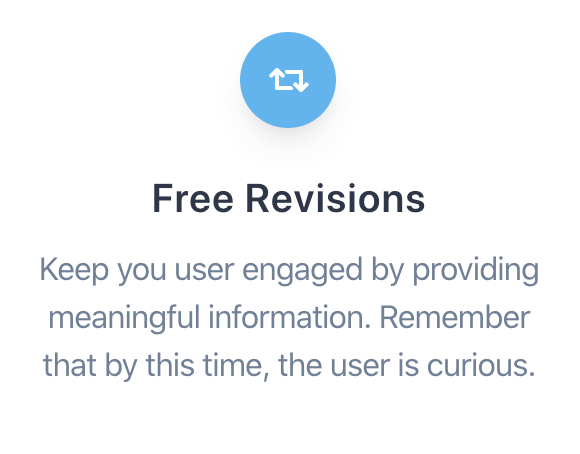 Free Revisions
Keep you user engaged by providing
meaningful information. Remember
that by this time, the user is curious.